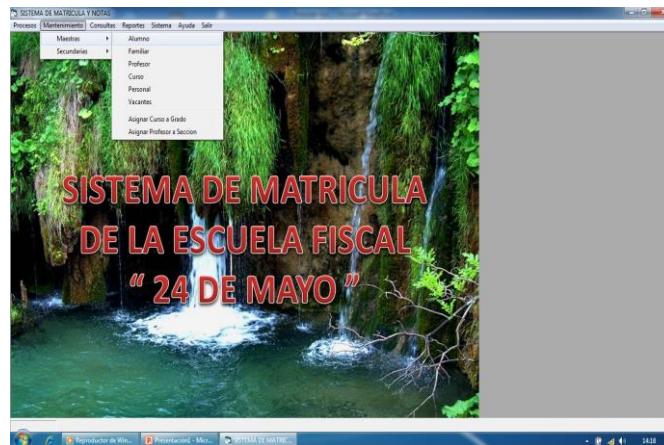 SISTEMA DE MATRICULA Y NOTAS
Procesos Mantenimiento Consultas Reportes Sistema Ayuda Salir
Maestras
Secundarias
Alumno
Familiar
Profesor
Curso
Personal
Vacantes
Asignar Curso a Grado
Asignar Profesor a Seccion
SISTEMA DE MATRICULA
DE LA ESCUELA FISCAL
“ 24 DE MAYO ”
Reproductor de Win... Presentación1 - Micr... SISTEMA DE MATRIC...
14:18